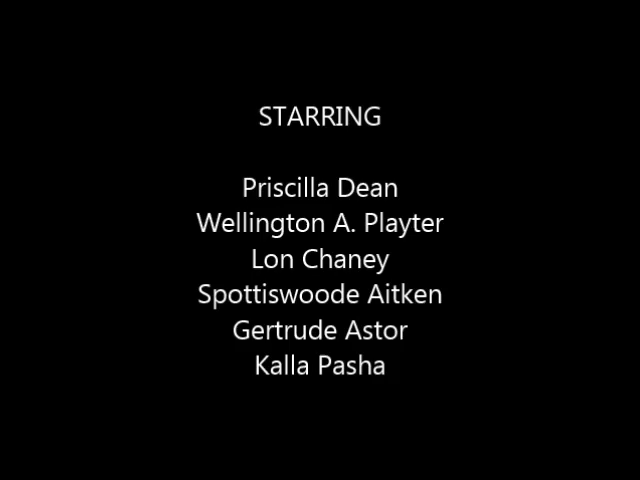 STARRING
Priscilla Dean
Wellington A. Playter
Lon Chaney
Spottiswoode Aitken
Gertrude Astor
Kalla Pasha